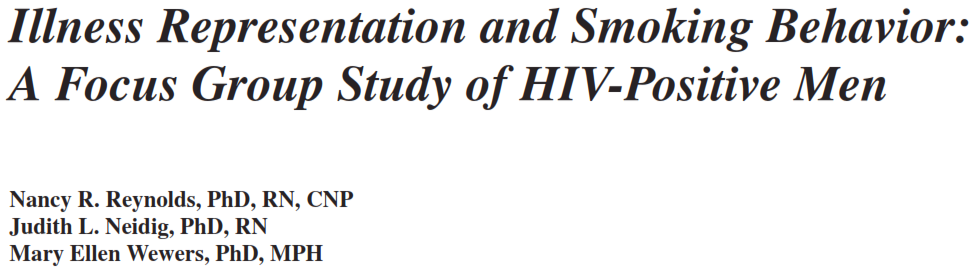 Illness Representation and Smoking Behavior:
A Focus Group Study of HIV-Positive Men
Nancy R. Reynolds, PhD, RN, CNP
Judith L. Neidig, PhD, RN
Mary Ellen Wewers, PhD, MPH